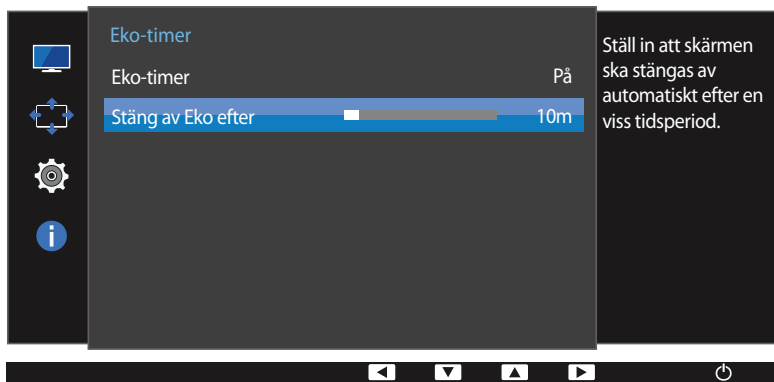 Eko-timer
Eko-timer På
Stäng av Eko efter 10m
Ställ in att skärmen
ska stängas av
automatiskt efter en
viss tidsperiod.